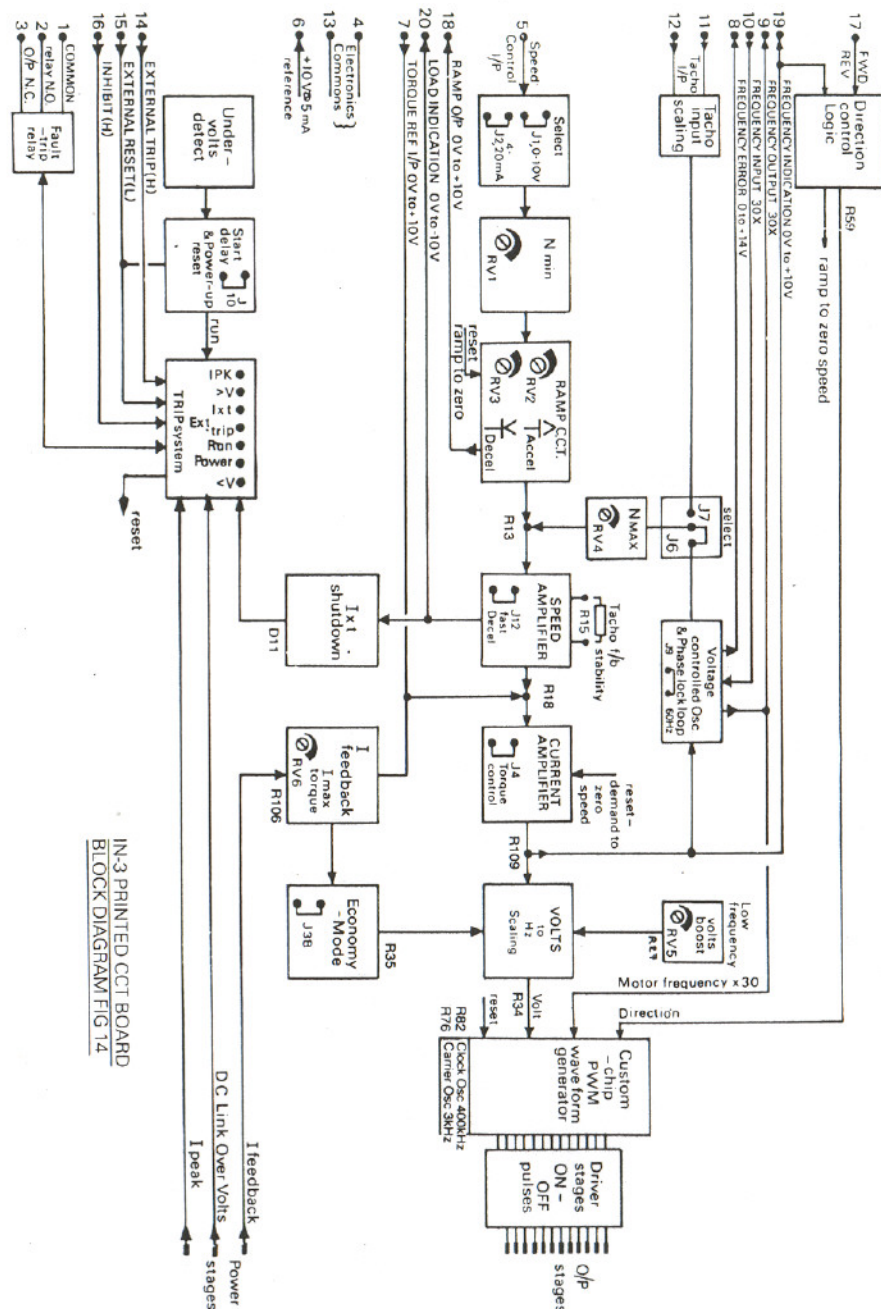 17
FWD
REV
Direction
control
Logic
R59
ramp to zero speed
19
FREQUENCY INDICATION 0V to +10V
9
FREQUENCY OUTPUT 30X
10
FREQUENCY INPUT 30X
8
FREQUENCY ERROR 0 to +14V
11
12
Tacho
I/P
Tacho
input
scaling
select
J7
J6
NMAX
RV4
Voltage
controlled Osc
& Phase lock loop
J9
60Hz
Low frequency
volts
boost
RV5
Motor frequency x 30
Direction
5
Speed
Control
I/P
Select
J1,0-10V
4-
J2,20mA
N min
RV1
RAMP CCT.
RV2
RV3
Accel
Decel
reset
ramp to zero
R13
SPEED
AMPLIFIER
J12
fast
Decel
R15
Tacho f/b
stability
R18
CURRENT
AMPLIFIER
J4
Torque
control
reset –
demand to
zero
speed
R109
VOLTS
to
Hz
Scaling
R34
Volt
reset
Custom
– chip
PWM
wave form
generator
R82
Clock Osc 400kHz
R76
Carrier Osc 3kHz
Driver
stages
ON –
OFF
pulses
O/P
stages
18
RAMP O/P 0V to +10V
20
LOAD INDICATION 0V to -10V
7
TORQUE REF I/P 0V to +10V
6
+10V@5mA
reference
4
13
Electronics }
Commons
Ixt
shutdown
D11
I
feedback
I max
torque
RV6
R106
Economy
- Mode
J3B
R35
Under –
volts
detect
Start
delay
& Power-up
reset
J
10
run
14
EXTERNAL TRIP(H)
15
EXTERNAL RESET(L)
16
INHIBIT(H)
1
COMMON
2
relay N.O.
3
O/P N.C.
Fault
–trip
relay
IPK
>V
Ixt
Ext.
trip
Run
Power
<V
TRIP system
reset
I feedback
DC Link Over Volts
I peak
Power
stages
IN-3 PRINTED CCT BOARD
BLOCK DIAGRAM FIG 14